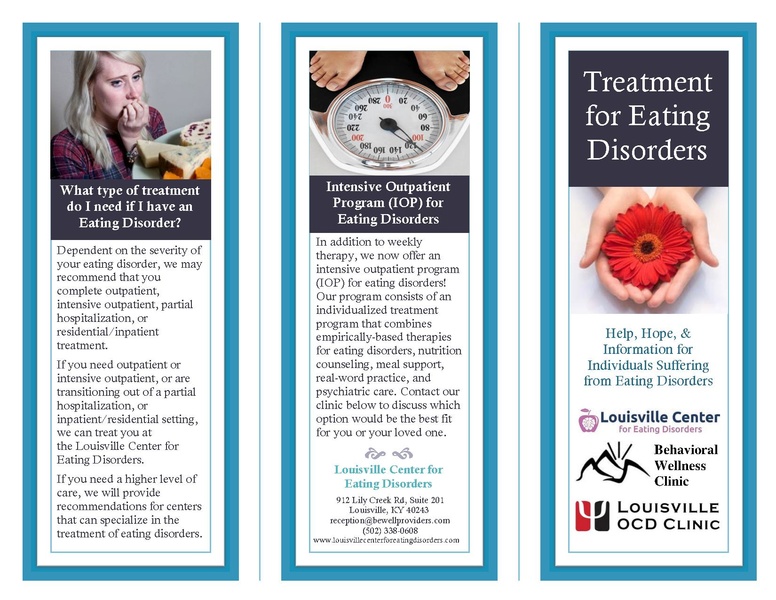 What type of treatment
do I need if I have an
Eating Disorder?
Dependent on the severity of
your eating disorder, we may
recommend that you
complete outpatient,
intensive outpatient, partial
hospitalization, or
residential/inpatient
treatment.
If you need outpatient or
intensive outpatient, or are
transitioning out of a partial
hospitalization, or
inpatient/residential setting,
we can treat you at
the Louisville Center for
Eating Disorders.
If you need a higher level of
care, we will provide
recommendations for centers
that can specialize in the
treatment of eating disorders.
Intensive Outpatient
Program (IOP) for
Eating Disorders
In addition to weekly
therapy, we now offer an
intensive outpatient program
(IOP) for eating disorders!
Our program consists of an
individualized treatment
program that combines
empirically-based therapies
for eating disorders, nutrition
counseling, meal support,
real-word practice, and
psychiatric care. Contact our
clinic below to discuss which
option would be the best fit
for you or your loved one.
Louisville Center for
Eating Disorders
912 Lily Creek Rd, Suite 201
Louisville, KY 40243
reception@bewellproviders.com
(502) 338-0608
www.louisvillecenterforeatingdisorders.com
Treatment
for Eating
Disorders
Help, Hope, &
Information for
Individuals Suffering
from Eating Disorders
Louisville Center
for Eating Disorders
Behavioral
Wellness
Clinic
LOUISVILLE
OCD CLINIC